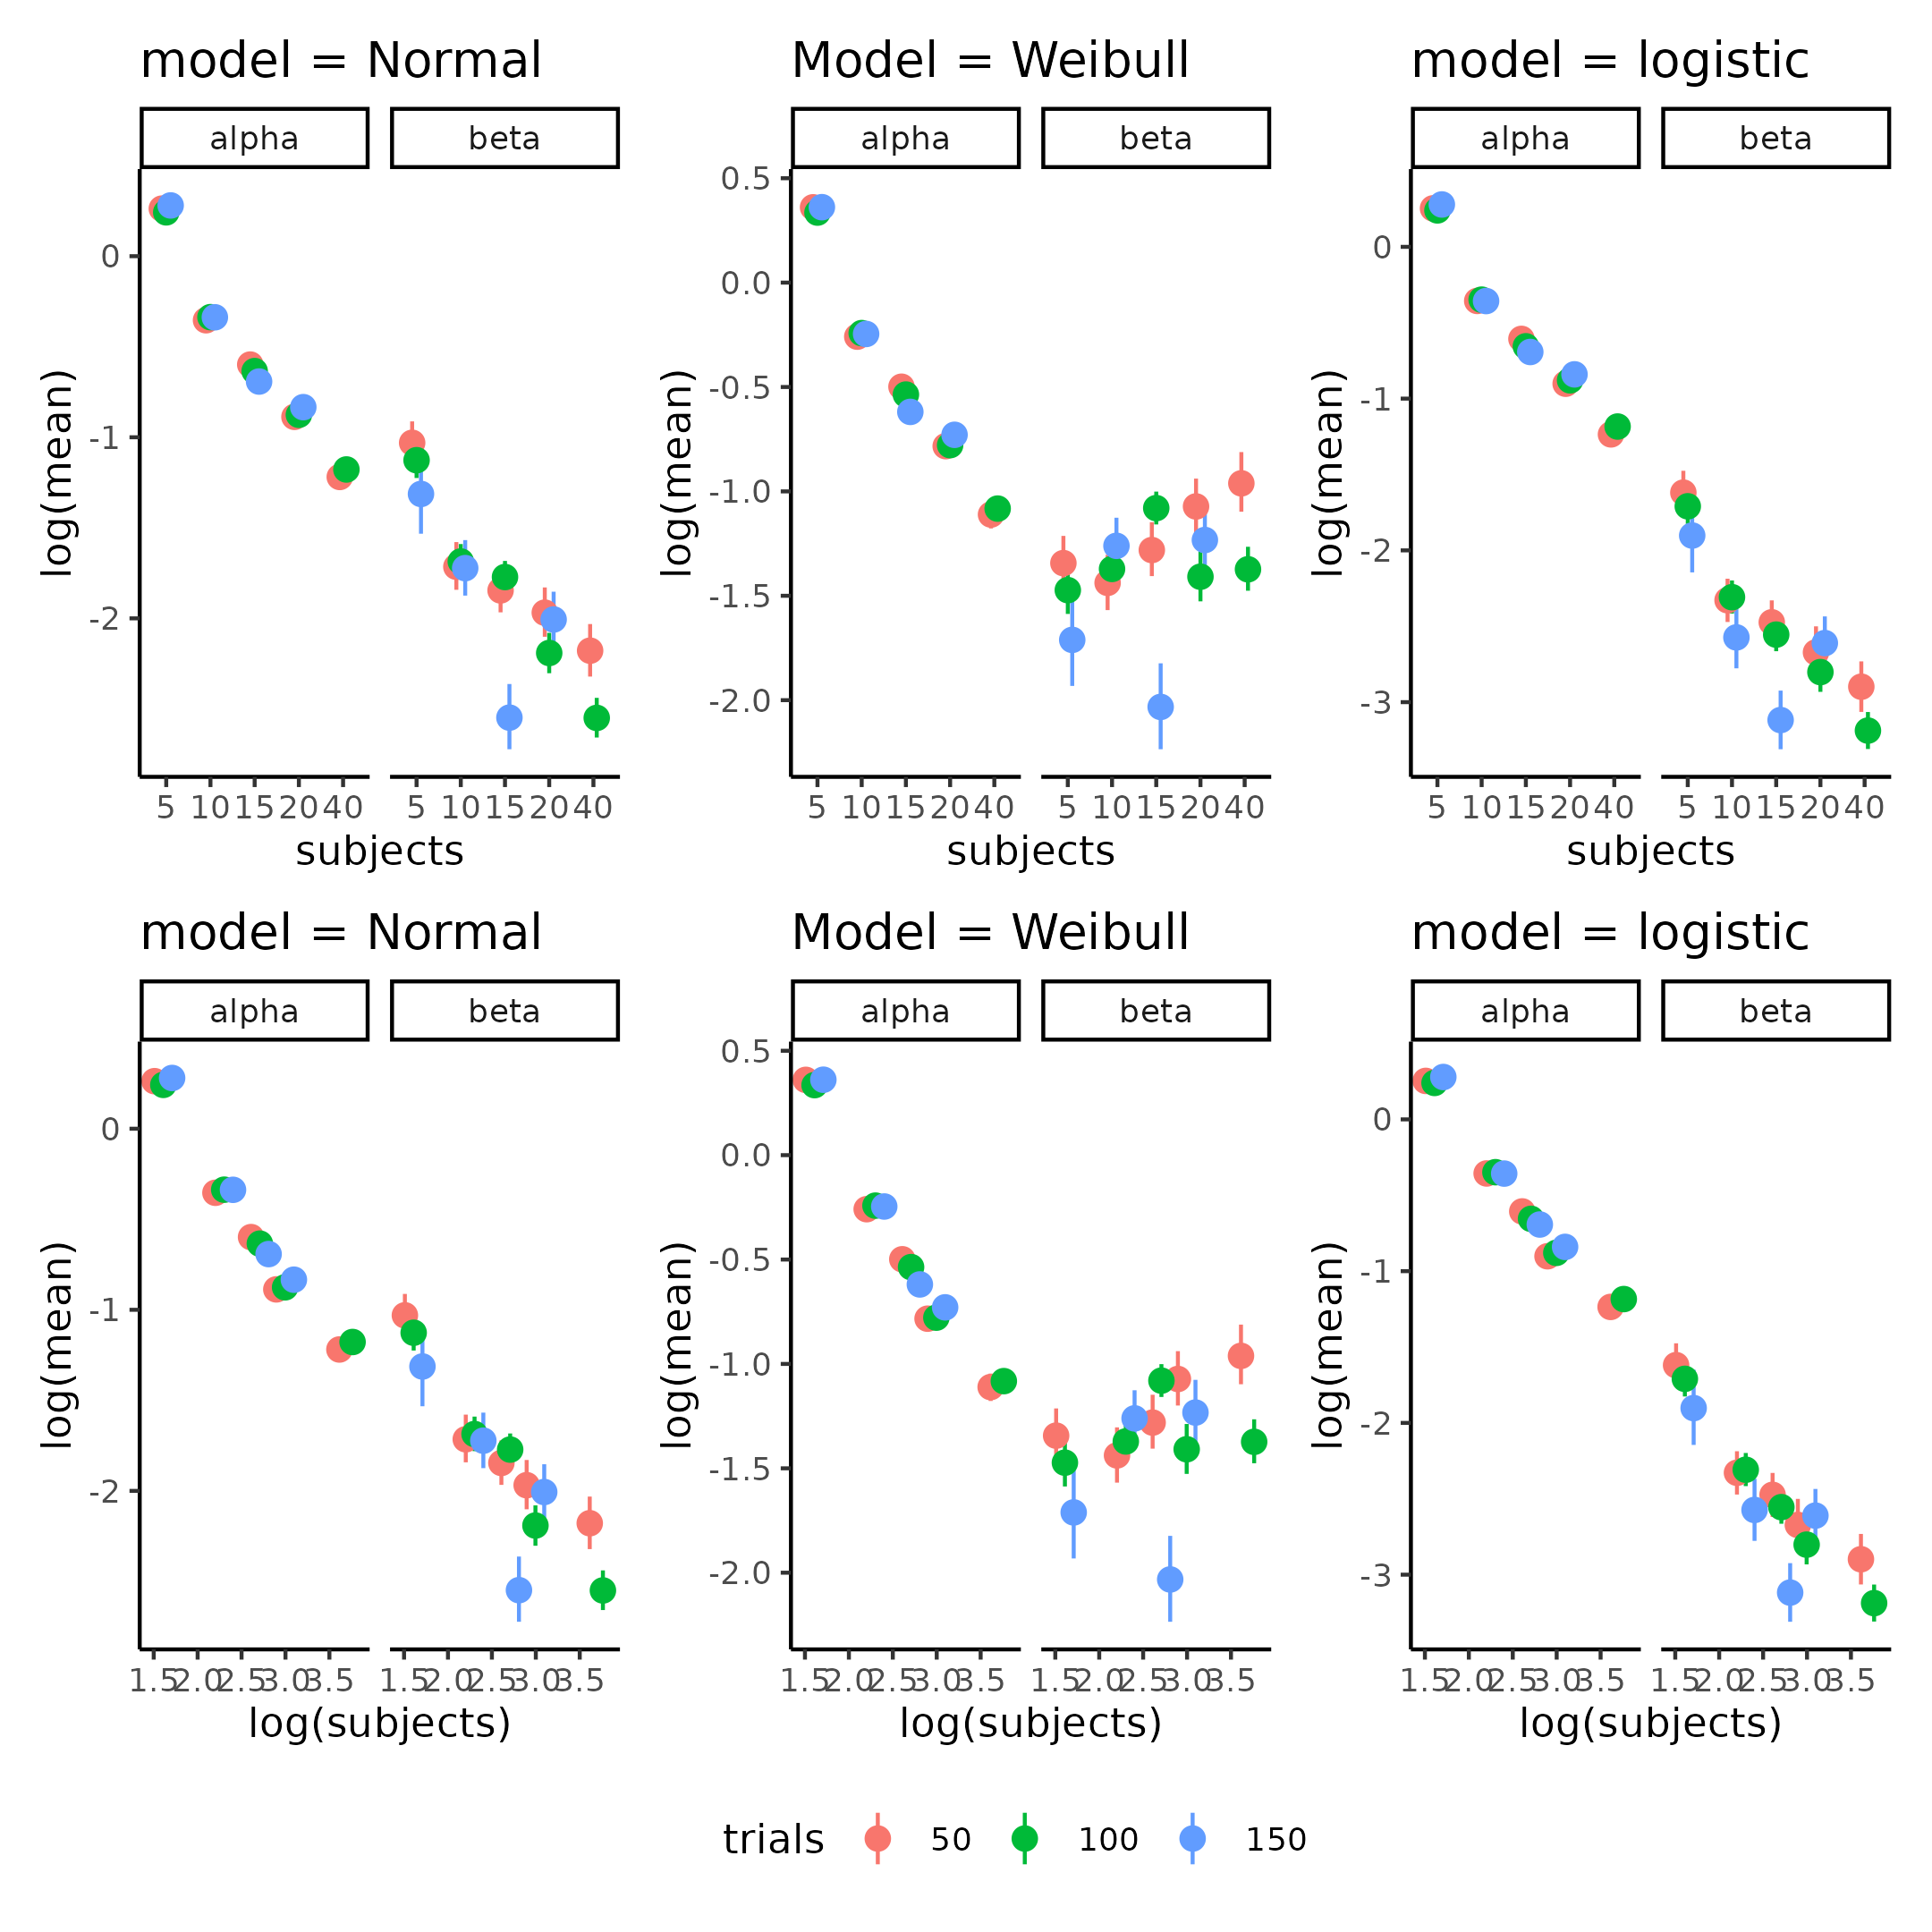 model = Normal
Model = Weibull
model = logistic
alpha beta
alpha beta
alpha beta
log(mean)
0
-1
-2
5 10 15 20 40 5 10 15 20 40
subjects
log(mean)
0.5
0.0
-0.5
-1.0
-1.5
-2.0
5 10 15 20 40 5 10 15 20 40
subjects
log(mean)
0
-1
-2
-3
5 10 15 20 40 5 10 15 20 40
subjects
model = Normal
Model = Weibull
model = logistic
alpha beta
alpha beta
alpha beta
log(mean)
0
-1
-2
1.5 2.0 2.5 3.0 3.5 1.5 2.0 2.5 3.0 3.5
log(subjects)
log(mean)
0.5
0.0
-0.5
-1.0
-1.5
-2.0
1.5 2.0 2.5 3.0 3.5 1.5 2.0 2.5 3.0 3.5
log(subjects)
log(mean)
0
-1
-2
-3
1.5 2.0 2.5 3.0 3.5 1.5 2.0 2.5 3.0 3.5
log(subjects)
trials 50 100 150